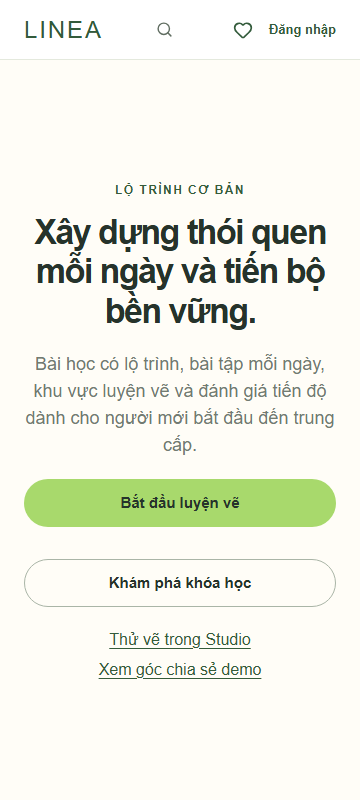 LINEA
Đăng nhập
LỘ TRÌNH CƠ BẢN
Xây dựng thói quen
mỗi ngày và tiến bộ
bền vững.
Bài học có lộ trình, bài tập mỗi ngày,
khu vực luyện vẽ và đánh giá tiến độ
dành cho người mới bắt đầu đến trung
cấp.
Bắt đầu luyện vẽ
Khám phá khóa học
Thử vẽ trong Studio
Xem góc chia sẻ demo